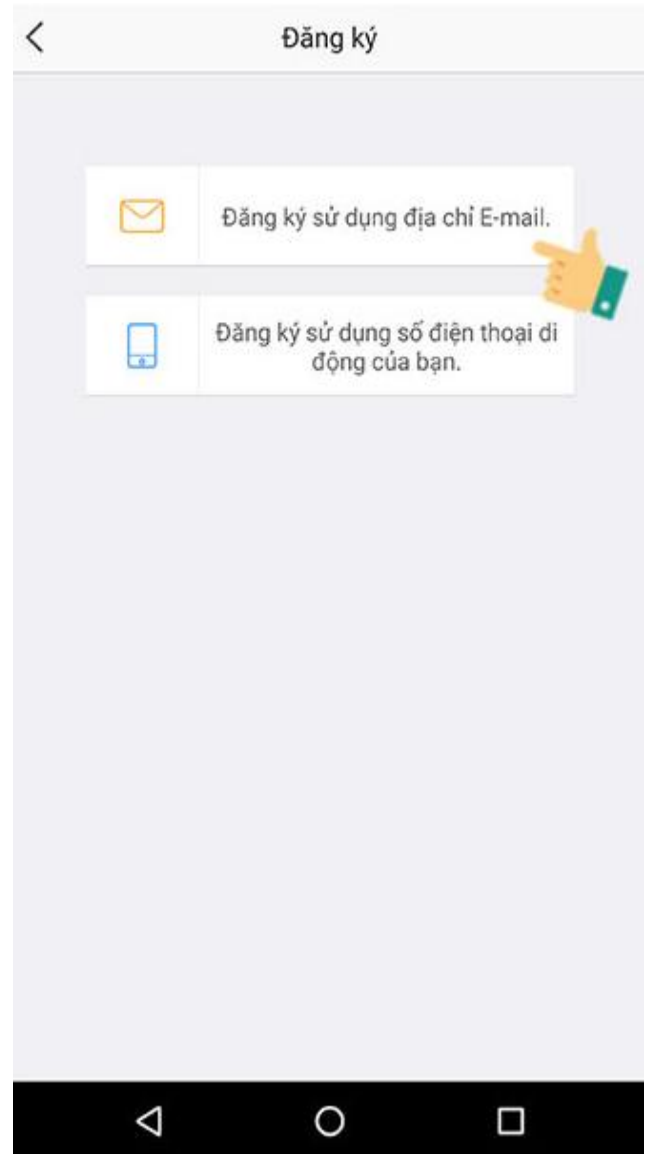 Đăng ký
Đăng ký sử dụng địa chỉ E-mail.
Đăng ký sử dụng số điện thoại di
động của bạn.